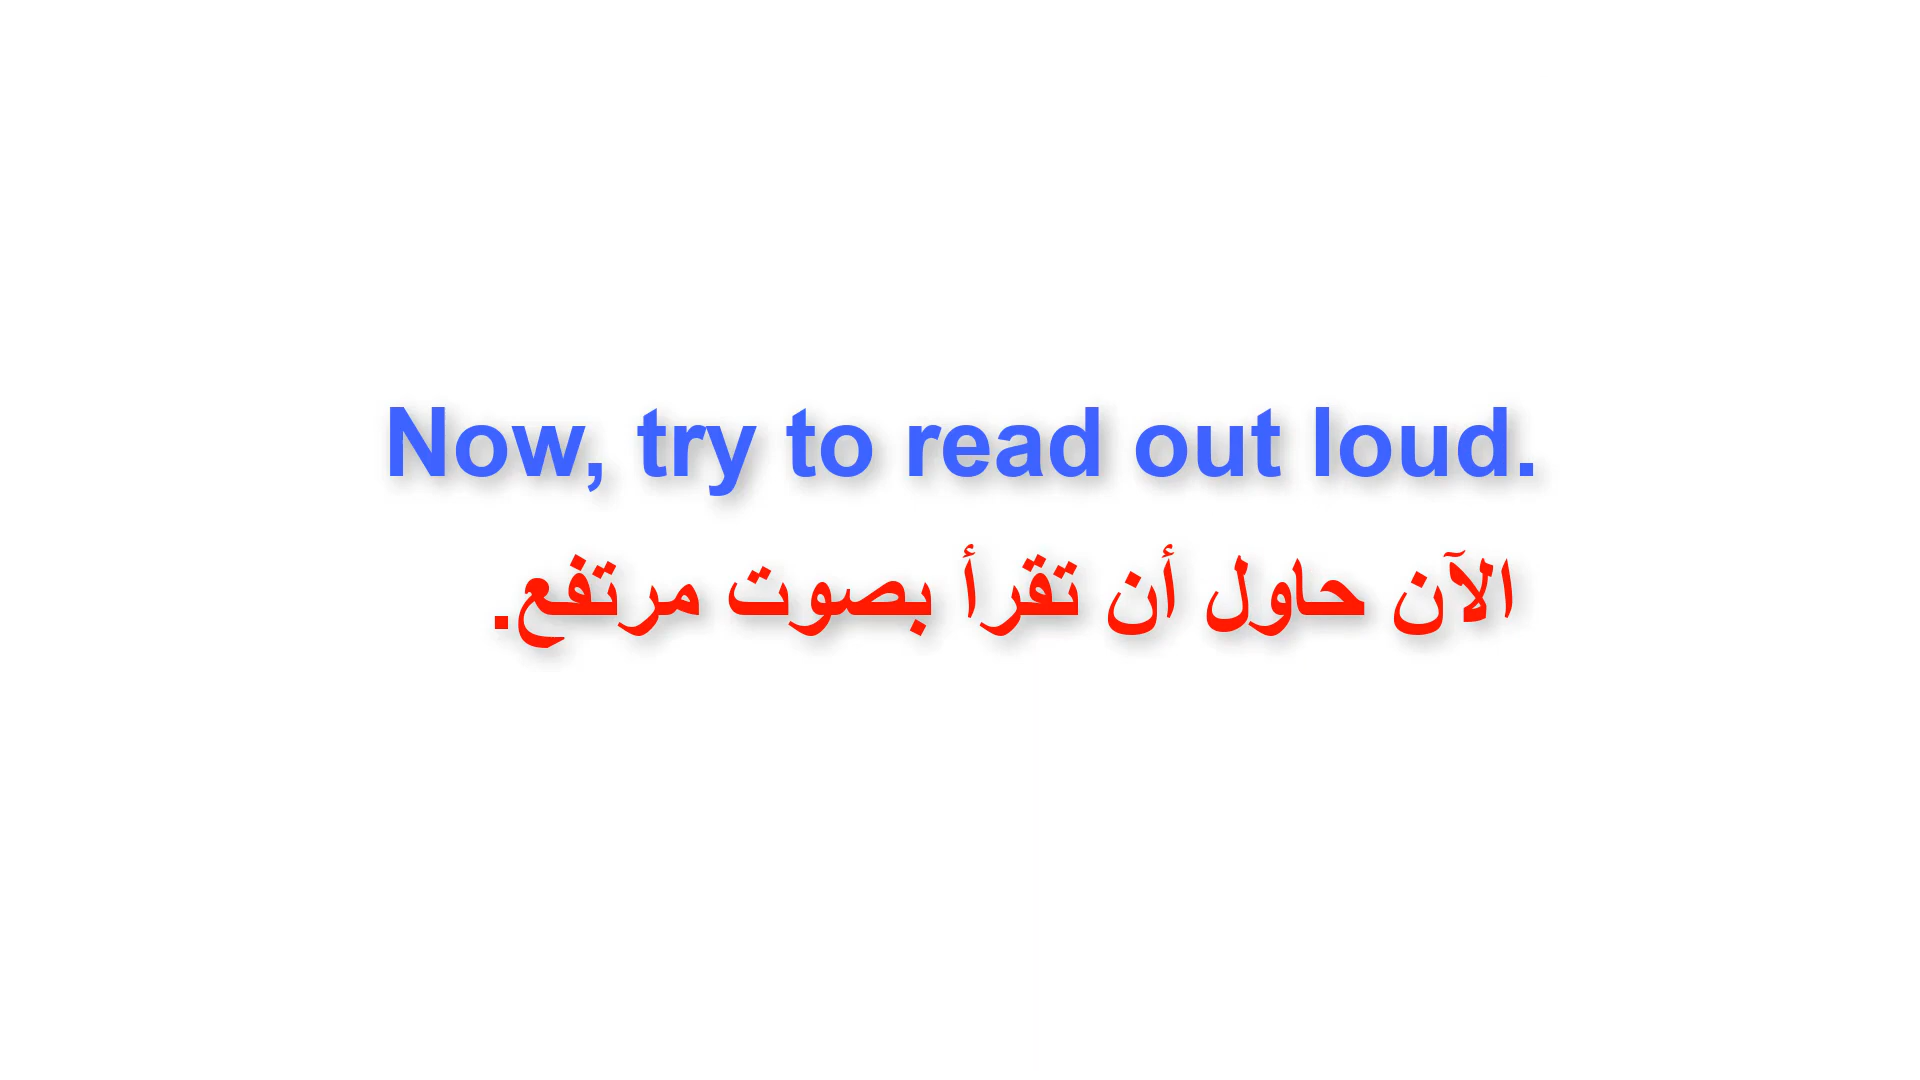 Now, try to read out loud.
الآن حاول أن تقرأ بصوت مرتفع.